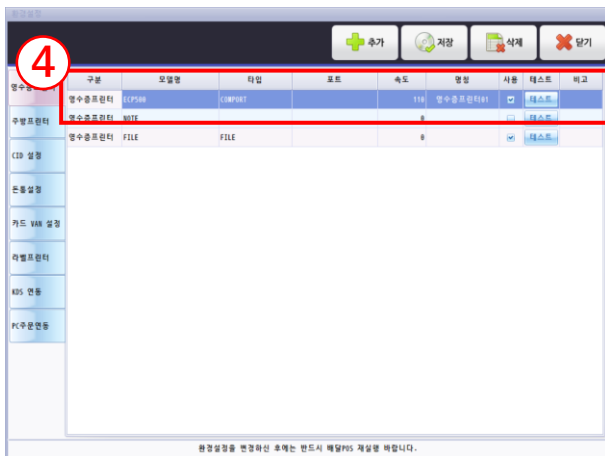 환경설정
추가 저장 삭제 닫기
4
구분 모델명 타입 포트 속도 명칭 사용 테스트 비고
영수증프린터 ECP500 COMPORT 110 영수증프린터01 테스트
영수증프린터 NOTE 0 테스트
영수증프린터 FILE FILE 0 테스트
주방프린터
CID 설정
돈통설정
카드 VAN 설정
라벨프린터
KDS 연동
PC주문연동
환경설정을 변경하신 후에는 반드시 배달POS 재실행 바랍니다.